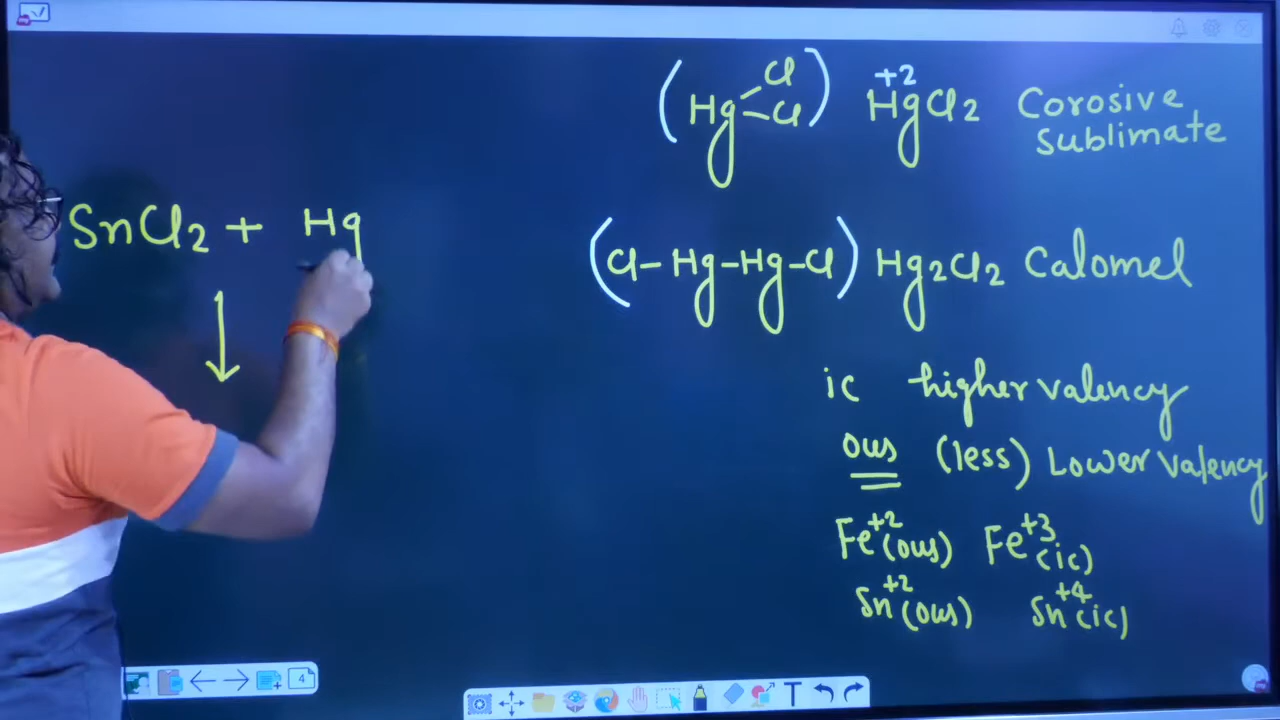 SnCl2 + Hg
(Hg Cl Cl) +2 HgCl2 Corosive
sublimate
(Cl-Hg-Hg-Cl) Hg2Cl2 Calomel
ic higher valency
ous (less) Lower Valency
Fe+2(ous) Fe+3(ic)
Sn+2(ous) Sn+4(ic)
4
T